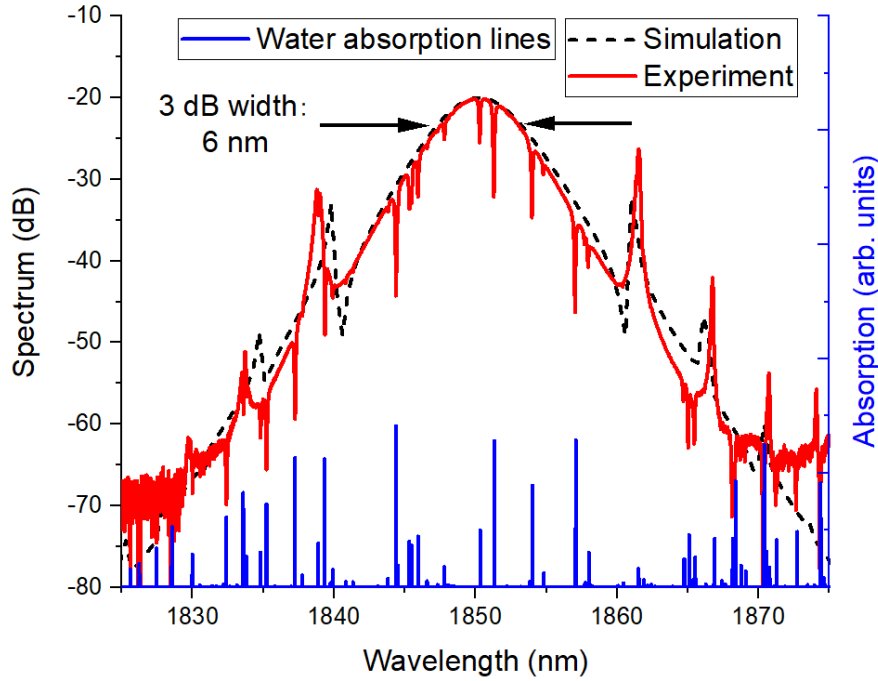 -10
-20
-30
-40
-50
-60
-70
-80
Spectrum (dB)
Water absorption lines
Simulation
Experiment
3 dB width:
6 nm
1830
1840
1850
1860
1870
Wavelength (nm)
Absorption (arb. units)